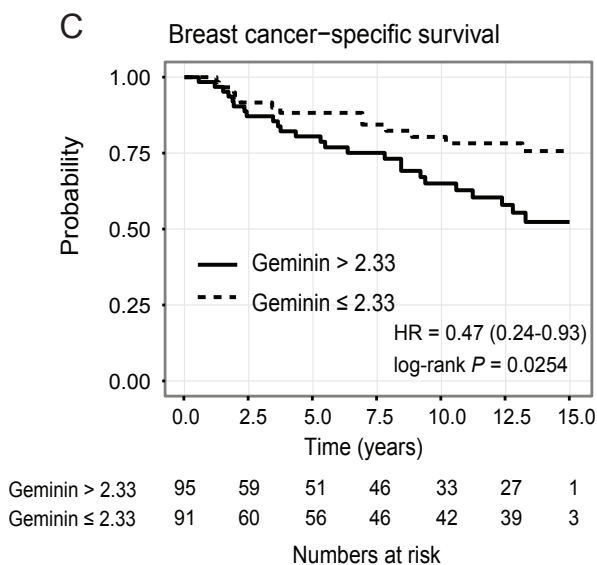 C
Breast cancer−specific survival
1.00
0.75
0.50
0.25
0.00
Probability
Geminin > 2.33
Geminin ≤ 2.33
HR = 0.47 (0.24-0.93)
log-rank P = 0.0254
0.0 2.5 5.0 7.5 10.0 12.5 15.0
Time (years)
Geminin > 2.33 95 59 51 46 33 27 1
Geminin ≤ 2.33 91 60 56 46 42 39 3
Numbers at risk